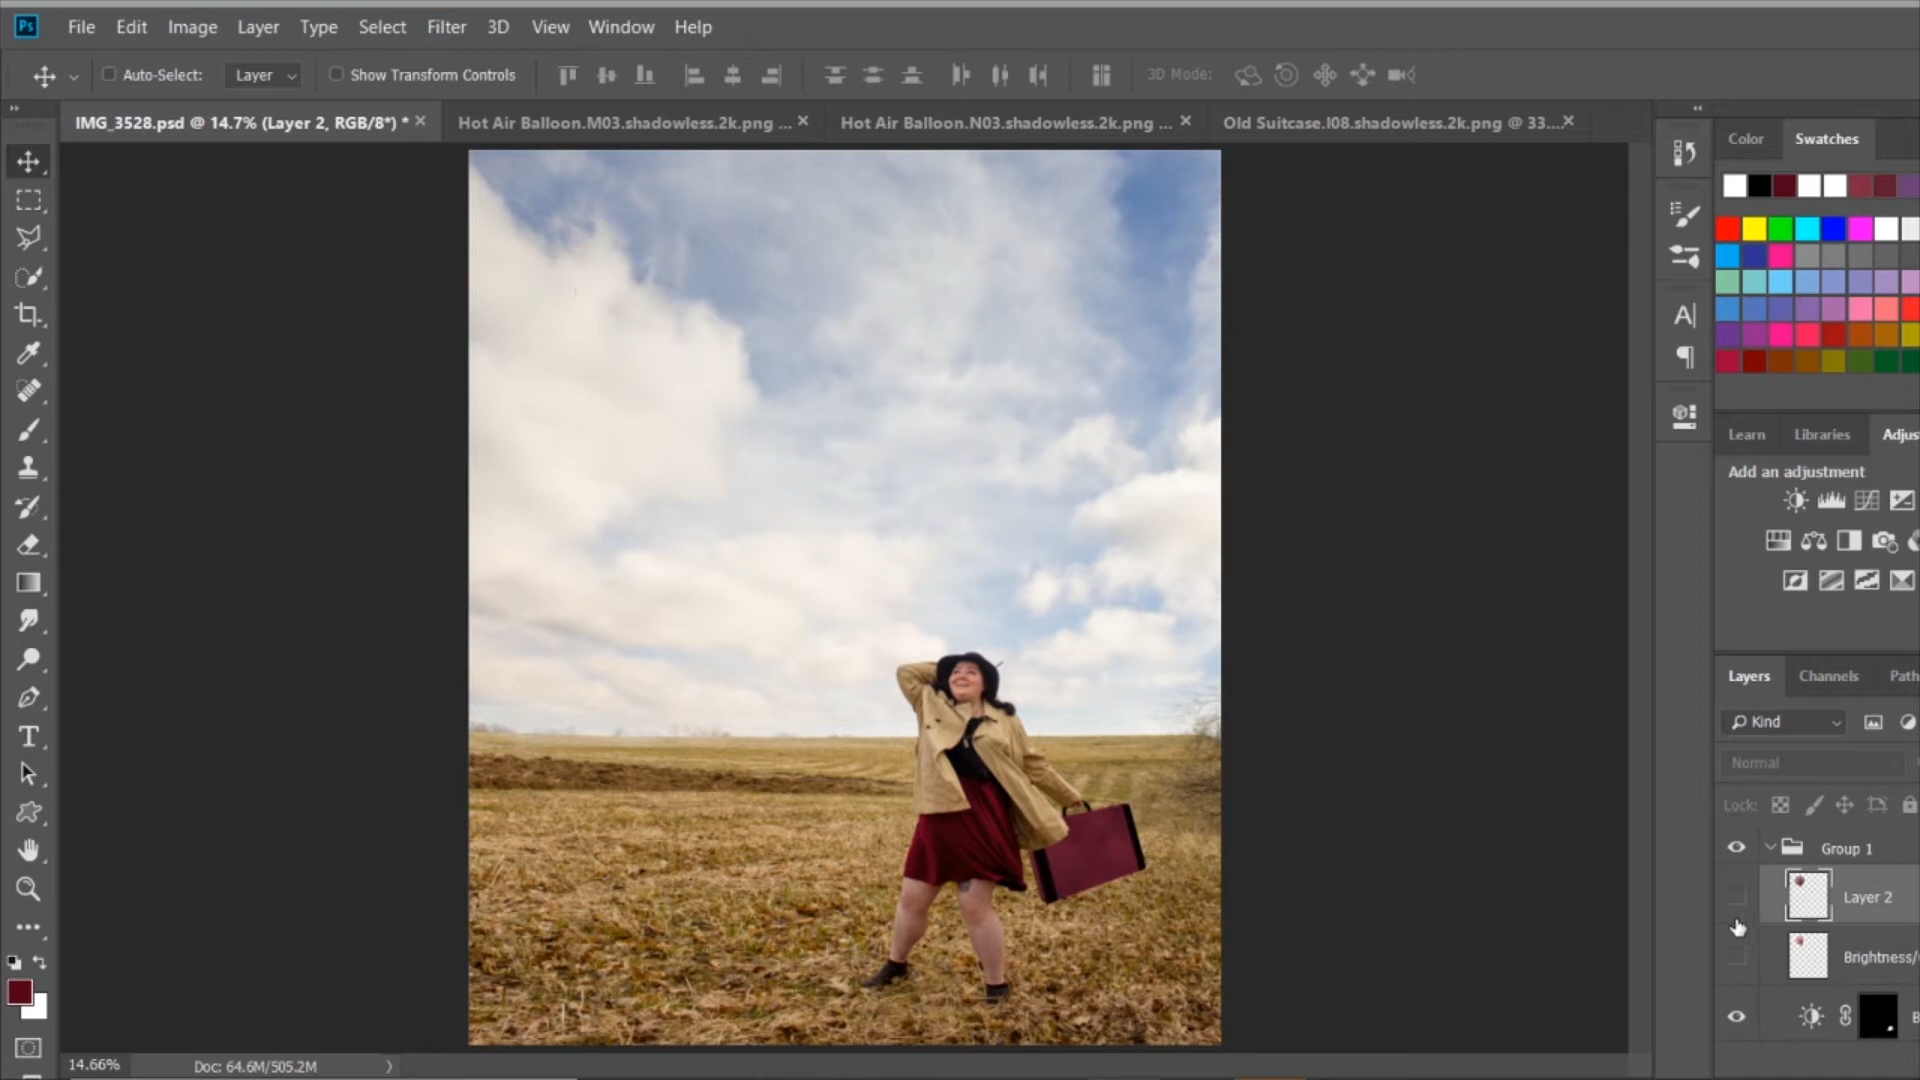 Ps File Edit Image Layer Type Select Filter 3D View Window Help
Auto-Select: Layer Show Transform Controls 3D Mode:
IMG_3528.psd @ 14.7% (Layer 2, RGB/8*) * Hot Air Balloon.M03.shadowless.2k.png ... Hot Air Balloon.N03.shadowless.2k.png ... Old Suitcase.I08.shadowless.2k.png @ 33....
Color Swatches
Learn Libraries Adjus
Add an adjustment
Layers Channels Path
Kind
Normal
Lock:
Group 1
Layer 2
Brightness/
B
14.66% Doc: 64.6M/505.2M